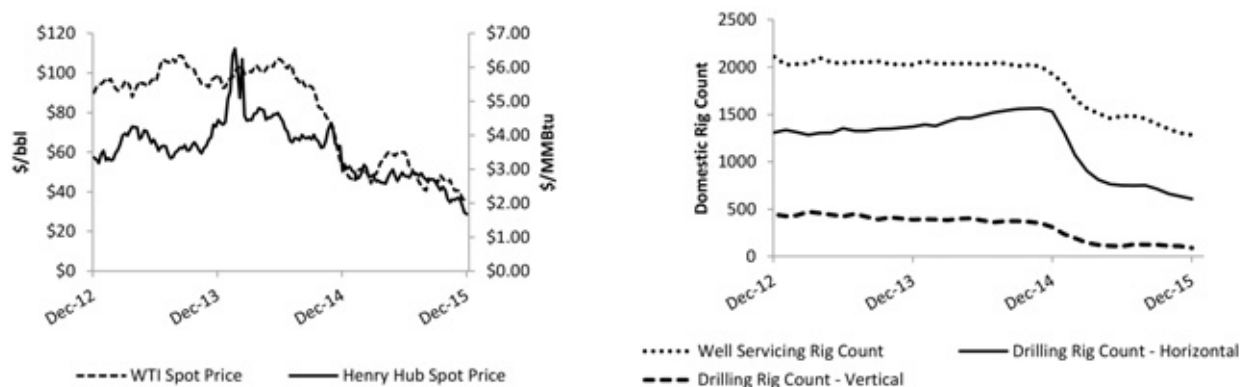 $120
$100
$80
$60
$40
$20
$0
$/bbl
$7.00
$6.00
$5.00
$4.00
$3.00
$2.00
$1.00
$0.00
$/MMBtu
Dec-12
Dec-13
Dec-14
Dec-15
WTI Spot Price
Henry Hub Spot Price
2500
2000
1500
1000
500
0
Domestic Rig Count
Dec-12
Dec-13
Dec-14
Dec-15
Well Servicing Rig Count
Drilling Rig Count - Horizontal
Drilling Rig Count - Vertical